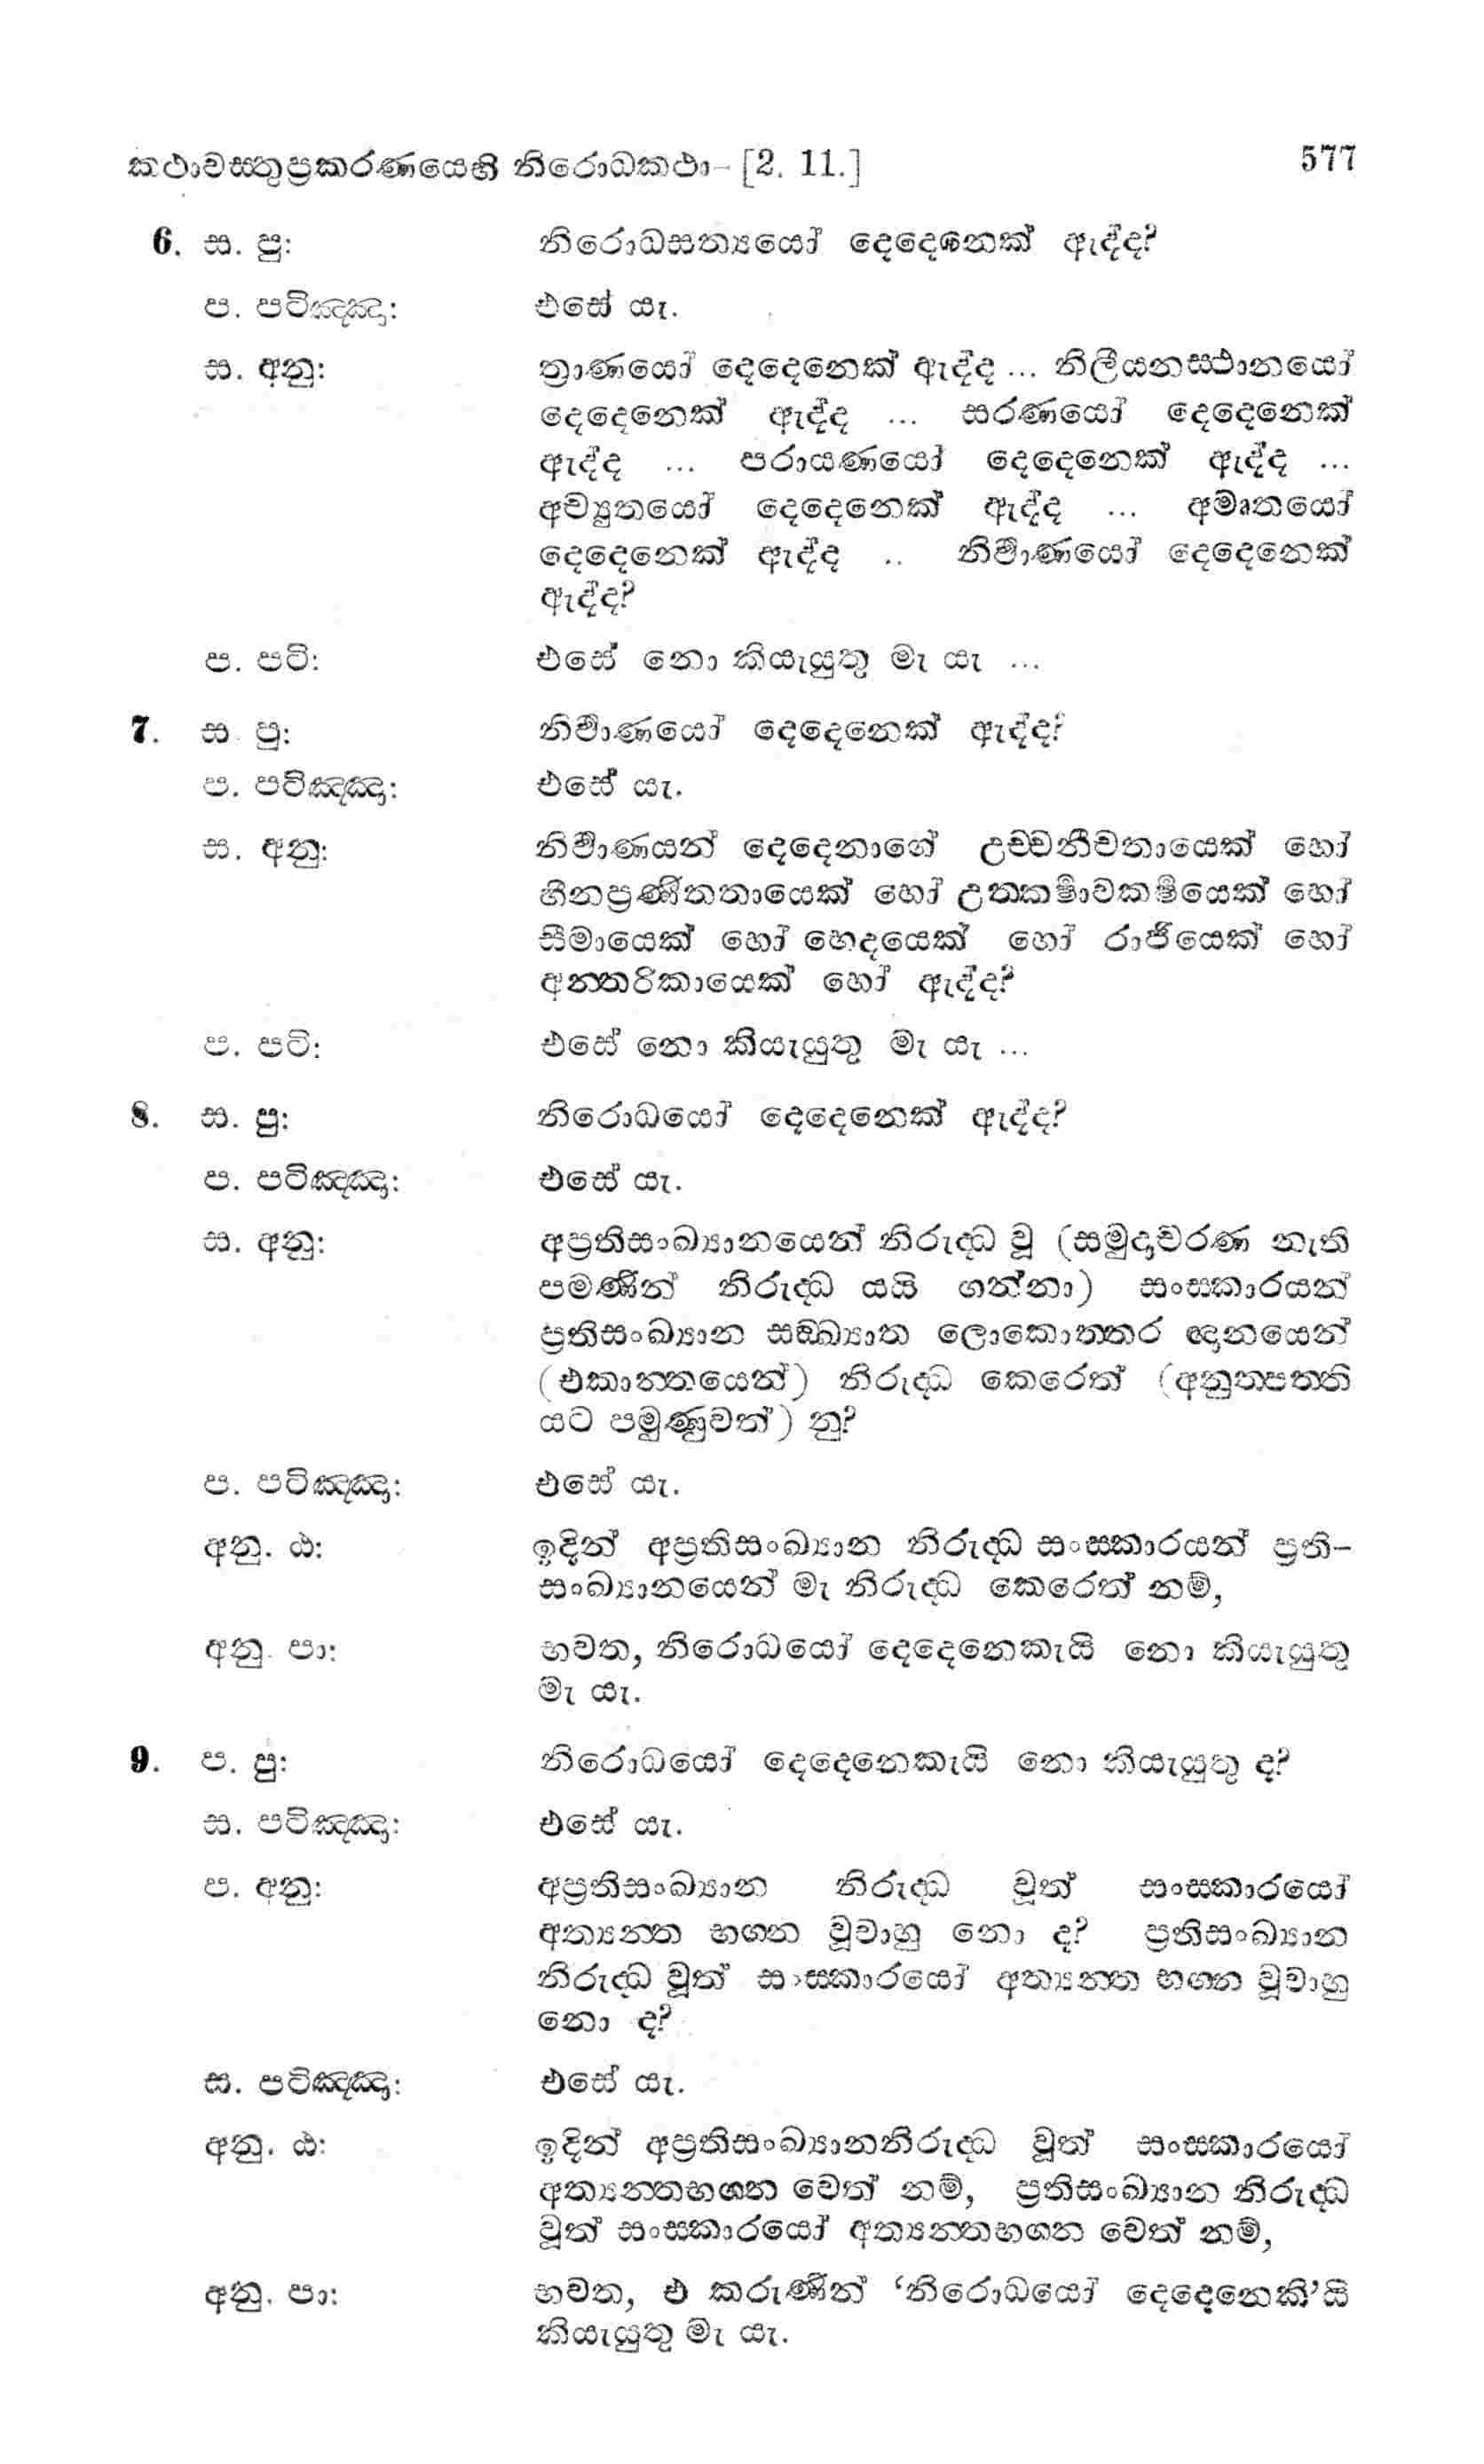 කථාවස්තුප්‍රකරණයෙහි නිරොධකථා- [2. 11.] 577
6. ස. පු: නිරොධසත්‍යයෝ දෙදෙනෙක් ඇද්ද?
ප. පටිඤ්ඤා: එසේ යැ.
ස. අනු: ත්‍රාණයෝ දෙදෙනෙක් ඇද්ද ... නිලීයනස්ථානයෝ
දෙදෙනෙක් ඇද්ද ... සරණයෝ දෙදෙනෙක්
ඇද්ද ... පරායණයෝ දෙදෙනෙක් ඇද්ද ...
අච්‍යුතයෝ දෙදෙනෙක් ඇද්ද ... අමෘතයෝ
දෙදෙනෙක් ඇද්ද .. නිර්‍වාණයෝ දෙදෙනෙක්
ඇද්ද?
ප. පටි: එසේ නො කියැයුතු මැ යැ ...
7. ස. පු: නිර්‍වාණයෝ දෙදෙනෙක් ඇද්ද?
ප. පටිඤ්ඤා: එසේ යැ.
ස. අනු: නිර්‍වාණයන් දෙදෙනාගේ උච්චනීචතායෙක් හෝ
හීනප්‍රණීතතායෙක් හෝ උත්කර්‍ෂාවකර්‍ෂයෙක් හෝ
සීමායෙක් හෝ භෙදයෙක් හෝ රාජියෙක් හෝ
අන්තරිකායෙක් හෝ ඇද්ද?
ප. පටි: එසේ නො කියැයුතු මැ යැ ...
8. ස. පු: නිරොධයෝ දෙදෙනෙක් ඇද්ද?
ප. පටිඤ්ඤා: එසේ යැ.
ස. අනු: අප්‍රතිසංඛ්‍යානයෙන් නිරුද්ධ වූ (සමුදාචරණ නැති
පමණින් නිරුද්ධ යයි ගන්නා) සංස්කාරයන්
ප්‍රතිසංඛ්‍යාන සඞ්ඛ්‍යාත ලොකොත්තර ඥානයෙන්
(එකාන්තයෙන්) නිරුද්ධ කෙරෙත් (අනුත්පත්ති
යට පමුණුවත්) නු?
ප. පටිඤ්ඤා: එසේ යැ.
අනු. ඨ: ඉදින් අප්‍රතිසංඛ්‍යාන නිරුද්ධ සංස්කාරයන් ප්‍රති-
සංඛ්‍යානයෙන් මැ නිරුද්ධ කෙරෙත් නම්,
අනු. පා: භවත, නිරොධයෝ දෙදෙනෙකැයි නො කියැයුතු
මැ යැ.
9. ප. පු: නිරොධයෝ දෙදෙනෙකැයි නො කියැයුතු ද?
ස. පටිඤ්ඤා: එසේ යැ.
ප. අනු: අප්‍රතිසංඛ්‍යාන නිරුද්ධ වූත් සංස්කාරයෝ
අත්‍යන්ත භග්න වූවාහු නො ද? ප්‍රතිසංඛ්‍යාන
නිරුද්ධ වූත් සංස්කාරයෝ අත්‍යන්ත භග්න වූවාහු
නො ද?
ස. පටිඤ්ඤා: එසේ යැ.
අනු. ඨ: ඉදින් අප්‍රතිසංඛ්‍යානනිරුද්ධ වූත් සංස්කාරයෝ
අත්‍යන්තභග්න වෙත් නම්, ප්‍රතිසංඛ්‍යාන නිරුද්ධ
වූත් සංස්කාරයෝ අත්‍යන්තභග්න වෙත් නම්,
අනු. පා: භවත, එ කරුණින් ‘නිරොධයෝ දෙදෙනෙකි’යි
කියැයුතු මැ යැ.